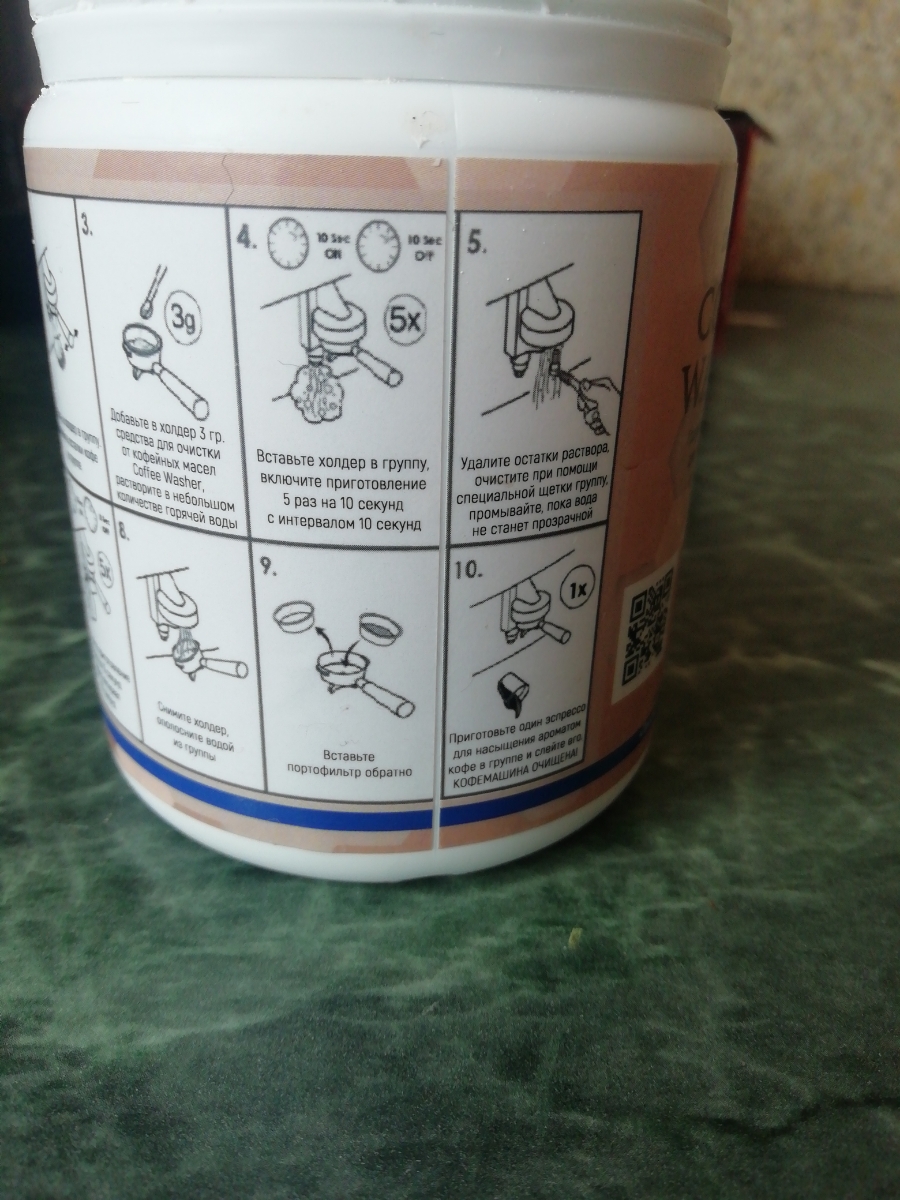 3.
3g
Добавьте в холдер 3 гр.
средства для очистки
от кофейных масел
Coffee Washer,
растворите в небольшом
количестве горячей воды
4.
10 Sec
ON
10 Sec
Off
5x
Вставьте холдер в группу,
включите приготовление
5 раз на 10 секунд
с интервалом 10 секунд
5.
Удалите остатки раствора,
очистите при помощи
специальной щетки группу,
промывайте, пока вода
не станет прозрачной
8.
Снимите холдер,
ополосните водой
из группы
9.
Вставьте
портофильтр обратно
10.
1x
Приготовьте один эспрессо
для насыщения ароматом
кофе в группе и слейте его.
КОФЕМАШИНА ОЧИЩЕНА!